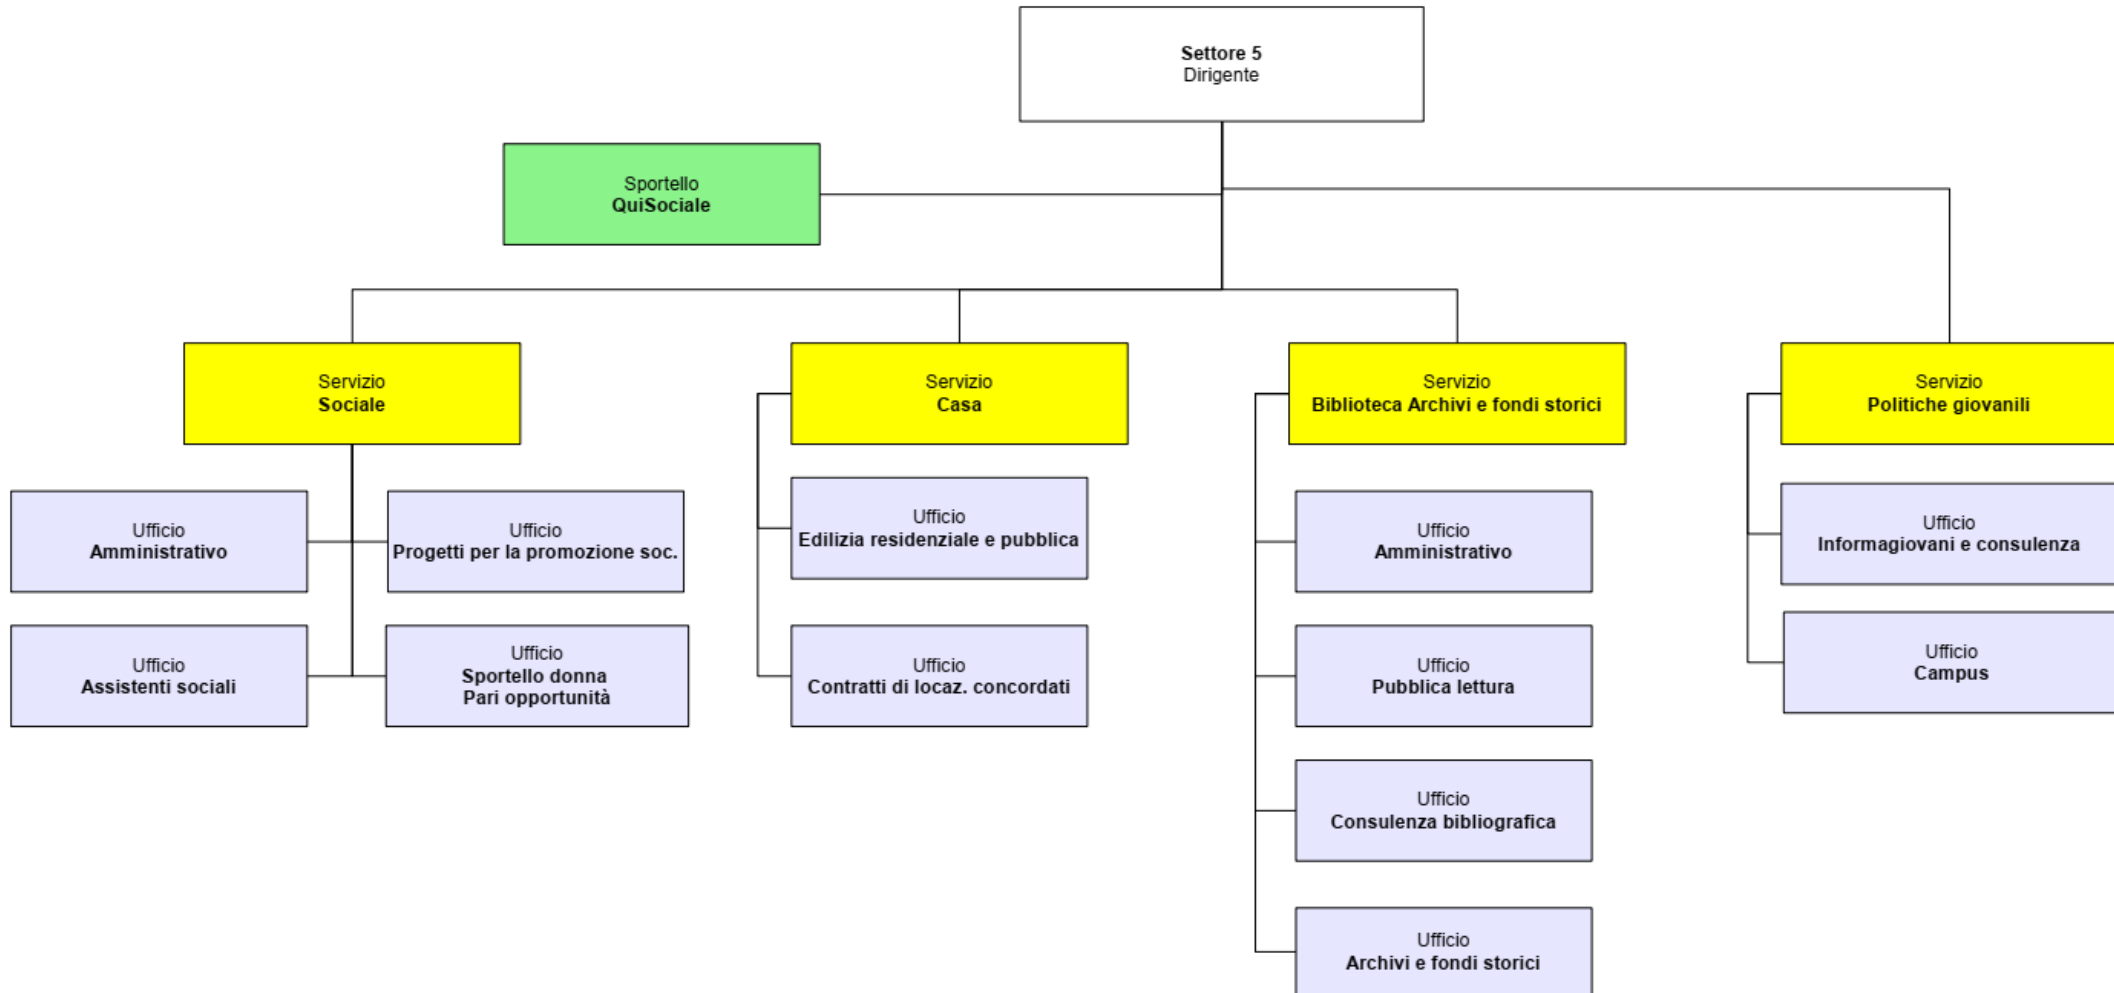 Settore 5
Dirigente
Sportello
QuiSociale
Servizio
Sociale
Servizio
Casa
Servizio
Biblioteca Archivi e fondi storici
Servizio
Politiche giovanili
Ufficio
Amministrativo
Ufficio
Progetti per la promozione soc.
Ufficio
Assistenti sociali
Ufficio
Sportello donna
Pari opportunità
Ufficio
Edilizia residenziale e pubblica
Ufficio
Contratti di locaz. concordati
Ufficio
Amministrativo
Ufficio
Pubblica lettura
Ufficio
Consulenza bibliografica
Ufficio
Archivi e fondi storici
Ufficio
Informagiovani e consulenza
Ufficio
Campus